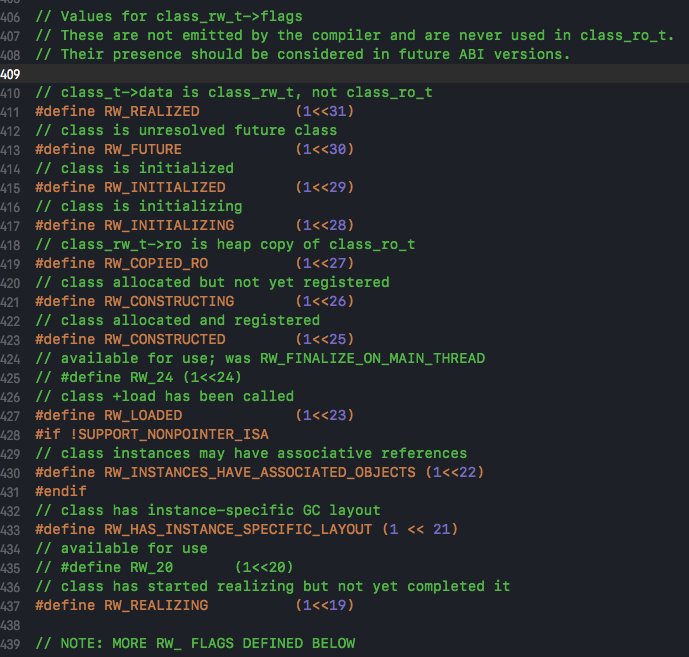 406 // Values for class_rw_t->flags
407 // These are not emitted by the compiler and are never used in class_ro_t.
408 // Their presence should be considered in future ABI versions.
409
410 // class_t->data is class_rw_t, not class_ro_t
411 #define RW_REALIZED (1<<31)
412 // class is unresolved future class
413 #define RW_FUTURE (1<<30)
414 // class is initialized
415 #define RW_INITIALIZED (1<<29)
416 // class is initializing
417 #define RW_INITIALIZING (1<<28)
418 // class_rw_t->ro is heap copy of class_ro_t
419 #define RW_COPIED_RO (1<<27)
420 // class allocated but not yet registered
421 #define RW_CONSTRUCTING (1<<26)
422 // class allocated and registered
423 #define RW_CONSTRUCTED (1<<25)
424 // available for use; was RW_FINALIZE_ON_MAIN_THREAD
425 // #define RW_24 (1<<24)
426 // class +load has been called
427 #define RW_LOADED (1<<23)
428 #if !SUPPORT_NONPOINTER_ISA
429 // class instances may have associative references
430 #define RW_INSTANCES_HAVE_ASSOCIATED_OBJECTS (1<<22)
431 #endif
432 // class has instance-specific GC layout
433 #define RW_HAS_INSTANCE_SPECIFIC_LAYOUT (1 << 21)
434 // available for use
435 // #define RW_20 (1<<20)
436 // class has started realizing but not yet completed it
437 #define RW_REALIZING (1<<19)
438
439 // NOTE: MORE RW_ FLAGS DEFINED BELOW